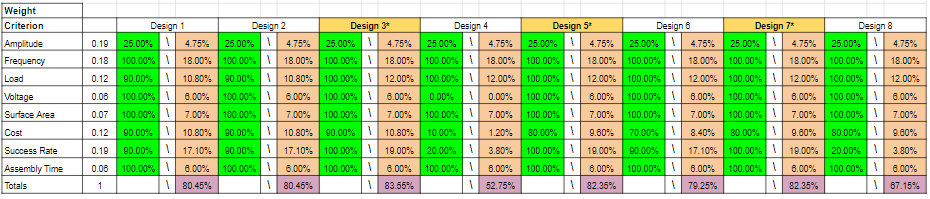 Weight
Criterion Design 1 Design 2 Design 3* Design 4 Design 5* Design 6 Design 7* Design 8
Amplitude 0.19 25.00% \ 4.75% 25.00% \ 4.75% 25.00% \ 4.75% 25.00% \ 4.75% 25.00% \ 4.75% 25.00% \ 4.75% 25.00% \ 4.75% 25.00% \ 4.75%
Frequency 0.18 100.00% \ 18.00% 100.00% \ 18.00% 100.00% \ 18.00% 100.00% \ 18.00% 100.00% \ 18.00% 100.00% \ 18.00% 100.00% \ 18.00% 100.00% \ 18.00%
Load 0.12 90.00% \ 10.80% 90.00% \ 10.80% 100.00% \ 12.00% 100.00% \ 12.00% 100.00% \ 12.00% 100.00% \ 12.00% 100.00% \ 12.00% 100.00% \ 12.00%
Voltage 0.06 100.00% \ 6.00% 100.00% \ 6.00% 100.00% \ 6.00% 0.00% \ 0.00% 100.00% \ 6.00% 100.00% \ 6.00% 100.00% \ 6.00% 100.00% \ 6.00%
Surface Area 0.07 100.00% \ 7.00% 100.00% \ 7.00% 100.00% \ 7.00% 100.00% \ 7.00% 100.00% \ 7.00% 100.00% \ 7.00% 100.00% \ 7.00% 100.00% \ 7.00%
Cost 0.12 90.00% \ 10.80% 90.00% \ 10.80% 90.00% \ 10.80% 10.00% \ 1.20% 80.00% \ 9.60% 70.00% \ 8.40% 80.00% \ 9.60% 80.00% \ 9.60%
Success Rate 0.19 90.00% \ 17.10% 90.00% \ 17.10% 100.00% \ 19.00% 20.00% \ 3.80% 100.00% \ 19.00% 90.00% \ 17.10% 100.00% \ 19.00% 20.00% \ 3.80%
Assembly Time 0.06 100.00% \ 6.00% 100.00% \ 6.00% 100.00% \ 6.00% 100.00% \ 6.00% 100.00% \ 6.00% 100.00% \ 6.00% 100.00% \ 6.00% 100.00% \ 6.00%
Totals 1 \ 80.45% \ 80.45% \ 83.55% \ 52.75% \ 82.35% \ 79.25% \ 82.35% \ 67.15%